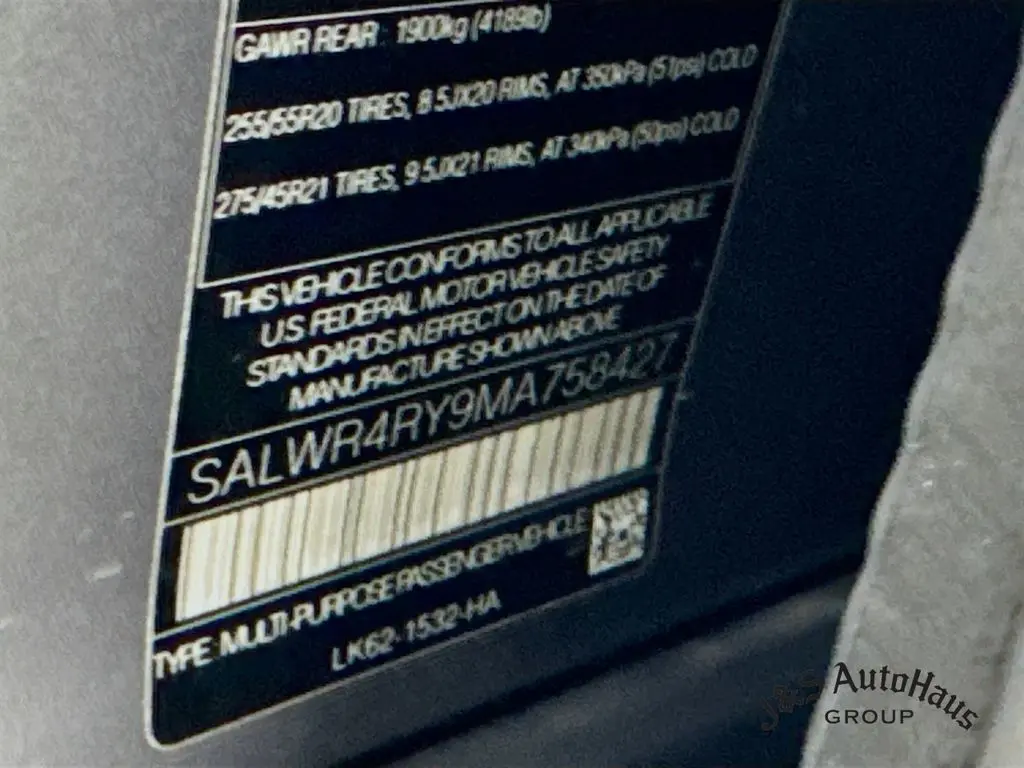 GAWR REAR : 1900kg (4189lb)
255/55R20 TIRES, 8.5JX20 RIMS, AT 350kPa (51psi) COLD
275/45R21 TIRES, 9.5JX21 RIMS, AT 340kPa (50psi) COLD
THIS VEHICLE CONFORMS TO ALL APPLICABLE
U.S. FEDERAL MOTOR VEHICLE SAFETY
STANDARDS IN EFFECT ON THE DATE OF
MANUFACTURE SHOWN ABOVE
SALWR4RY9MA758427
TYPE: MULTI-PURPOSE PASSENGER VEHICLE
LK62-1532-HA
AutoHaus
GROUP